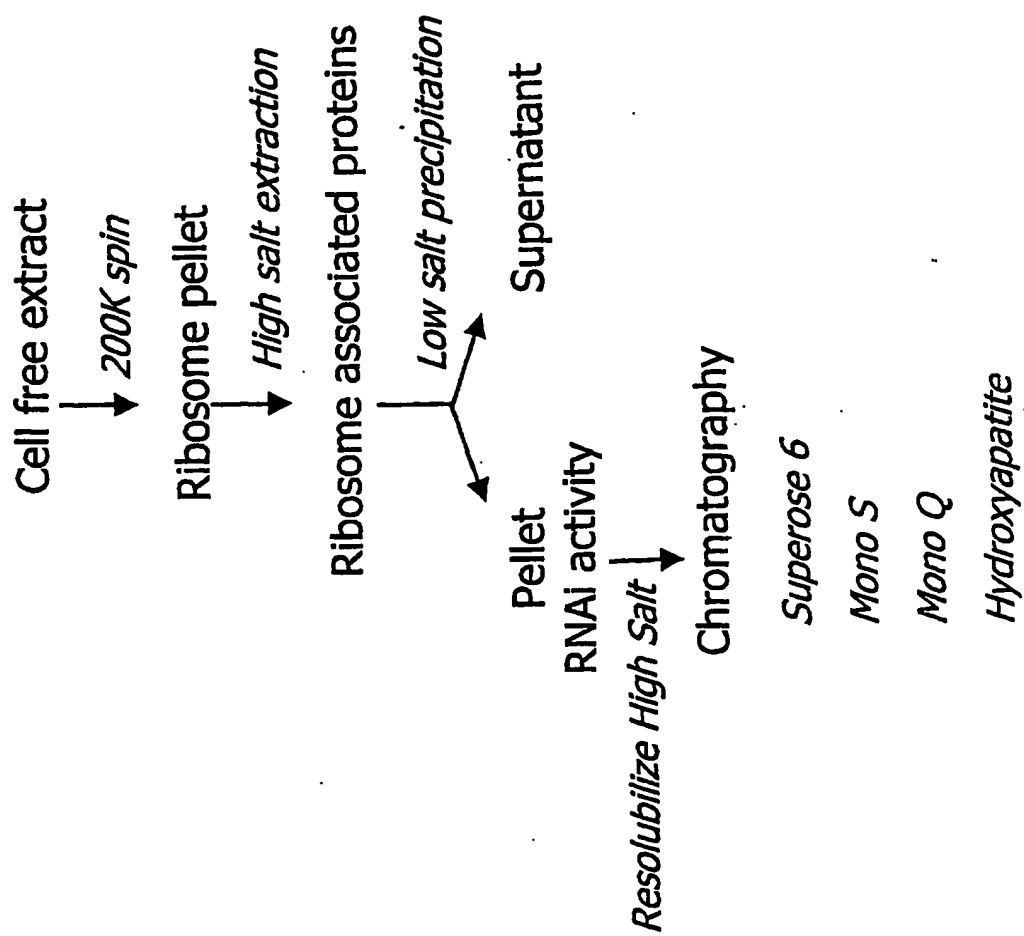 Cell free extract
200K spin
Ribosome pellet
High salt extraction
Ribosome associated proteins
Low salt precipitation
Pellet
Supernatant
RNAi activity
Resolubilize High Salt
Chromatography
Superose 6
Mono S
Mono Q
Hydroxyapatite